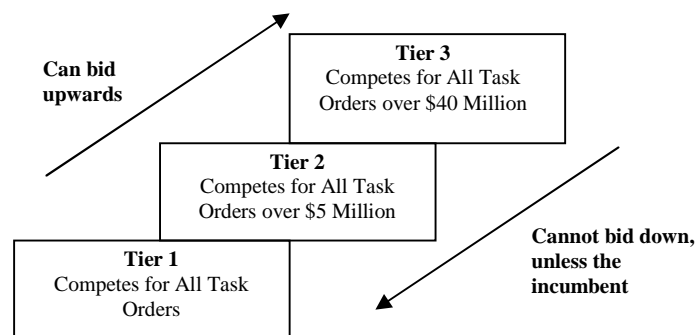 Can bid
upwards
Tier 3
Competes for All Task
Orders over $40 Million
Tier 2
Competes for All Task
Orders over $5 Million
Cannot bid down,
unless the
incumbent
Tier 1
Competes for All Task
Orders